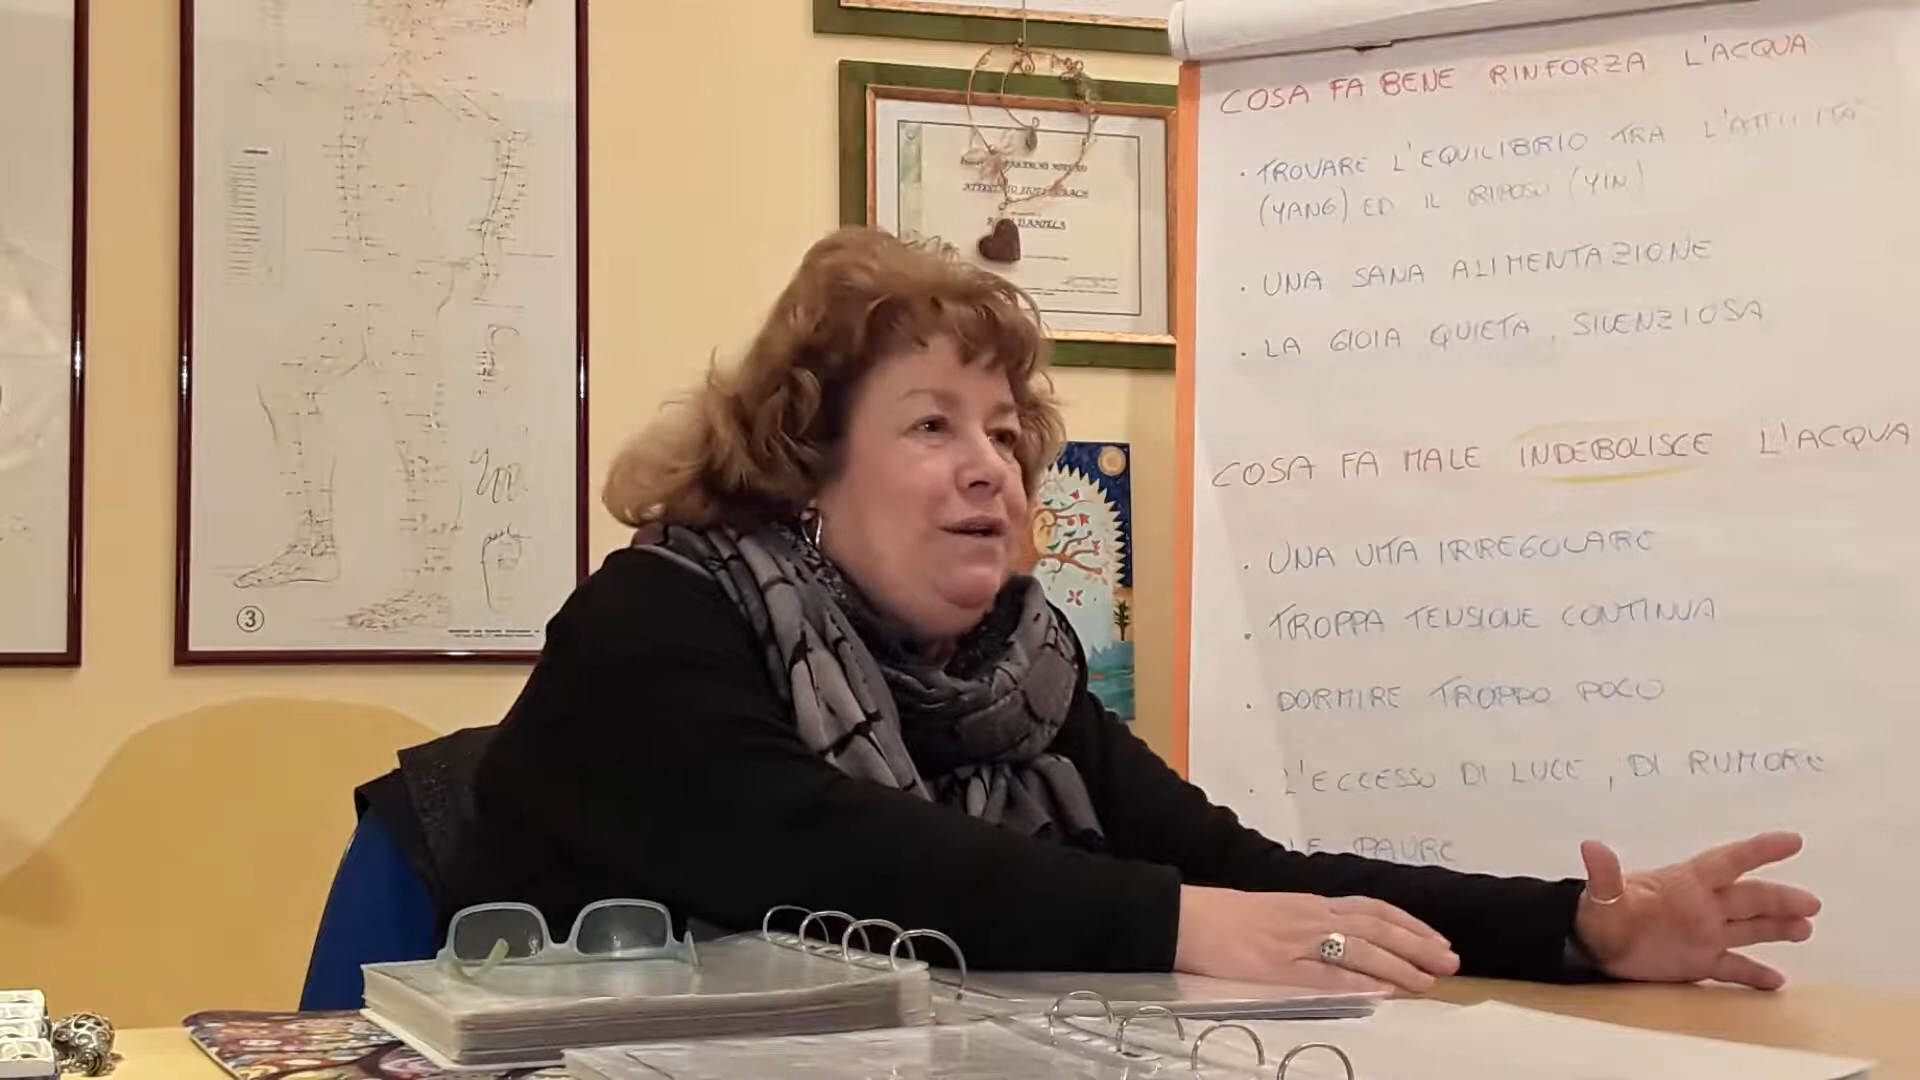 COSA FA BENE RINFORZA L'ACQUA
• TROVARE L'EQUILIBRIO TRA L'ATTIVITÀ
(YANG) ED IL RIPOSO (YIN)
• UNA SANA ALIMENTAZIONE
• LA GIOIA QUIETA, SILENZIOSA
COSA FA MALE INDEBOLISCE L'ACQUA
• UNA VITA IRREGOLARE
• TROPPA TENSIONE CONTINUA
• DORMIRE TROPPO POCO
• L'ECCESSO DI LUCE, DI RUMORE
LE PAURE
DANIELA
3